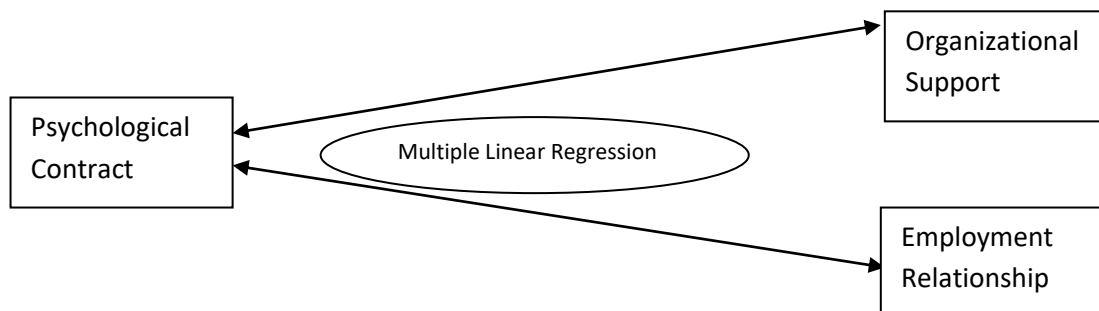 Psychological
Contract
Multiple Linear Regression
Organizational
Support
Employment
Relationship